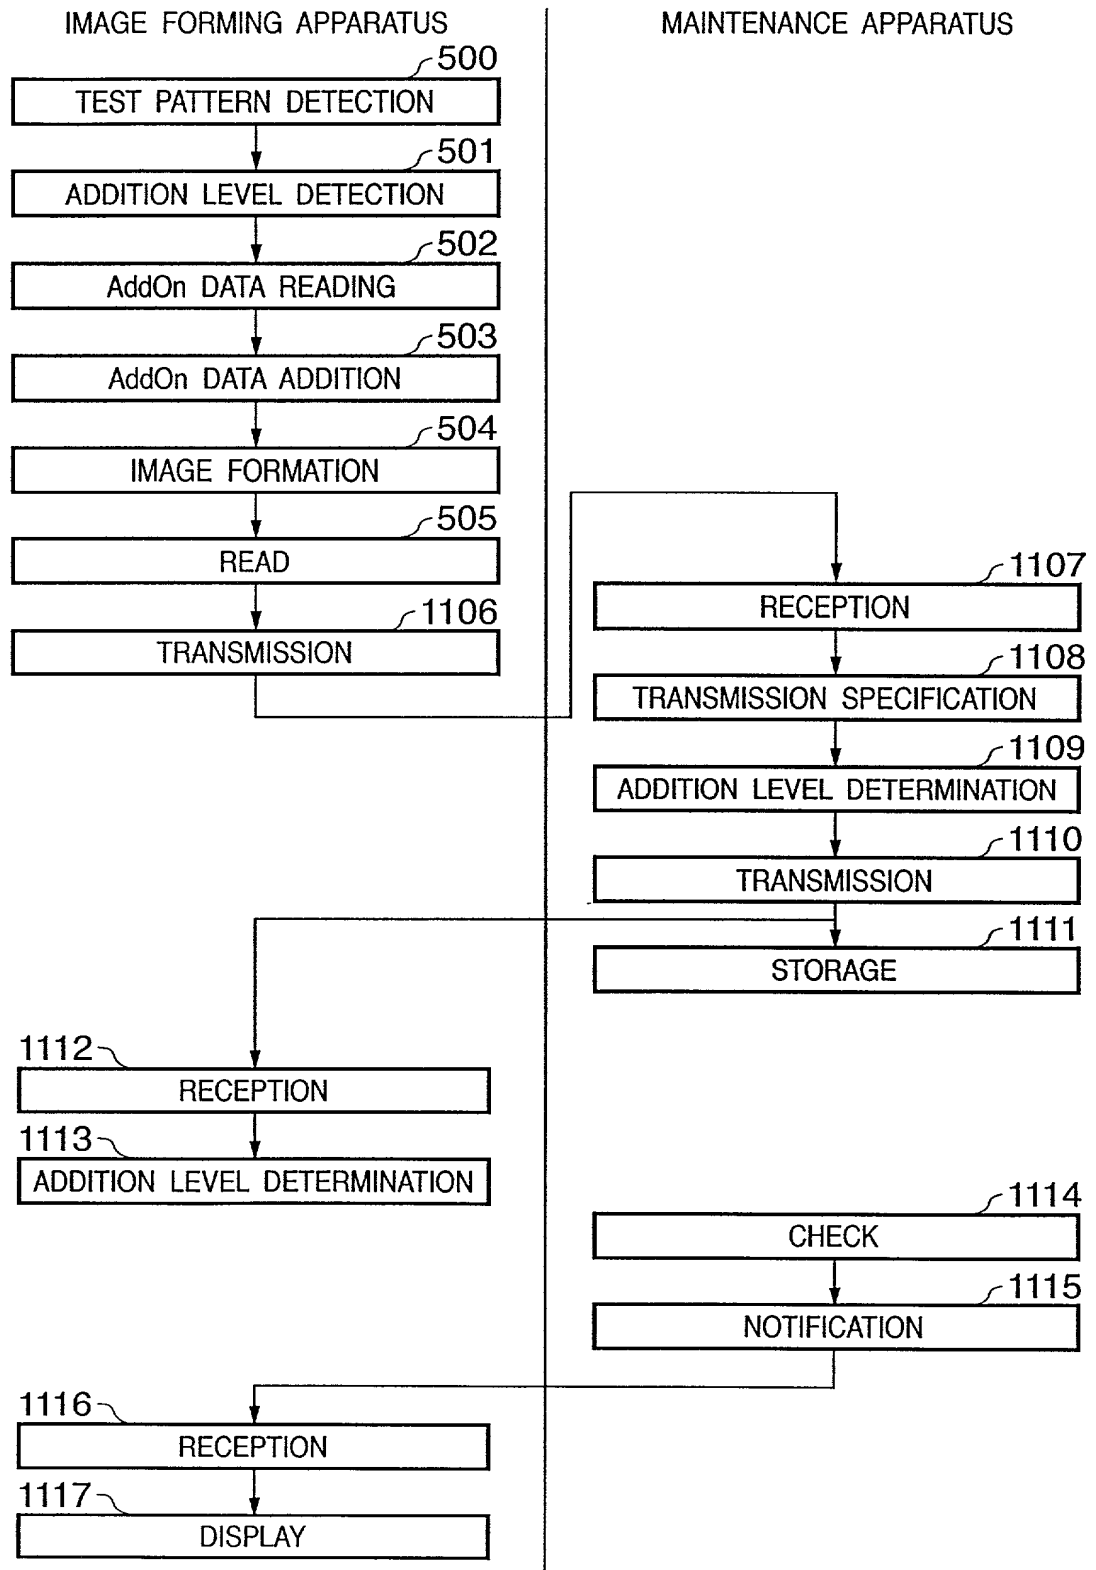 IMAGE FORMING APPARATUS
MAINTENANCE APPARATUS
500
TEST PATTERN DETECTION
501
ADDITION LEVEL DETECTION
502
AddOn DATA READING
503
AddOn DATA ADDITION
504
IMAGE FORMATION
505
READ
1106
TRANSMISSION
1107
RECEPTION
1108
TRANSMISSION SPECIFICATION
1109
ADDITION LEVEL DETERMINATION
1110
TRANSMISSION
1111
STORAGE
1112
RECEPTION
1113
ADDITION LEVEL DETERMINATION
1114
CHECK
1115
NOTIFICATION
1116
RECEPTION
1117
DISPLAY